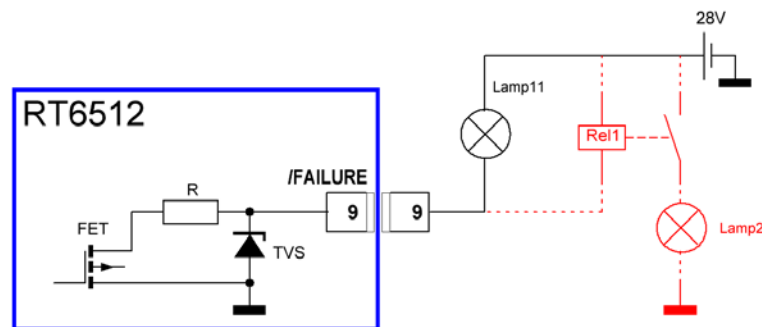 28V
RT6512
Lamp11
Rel1
/FAILURE
R
9
9
FET
TVS
Lamp2